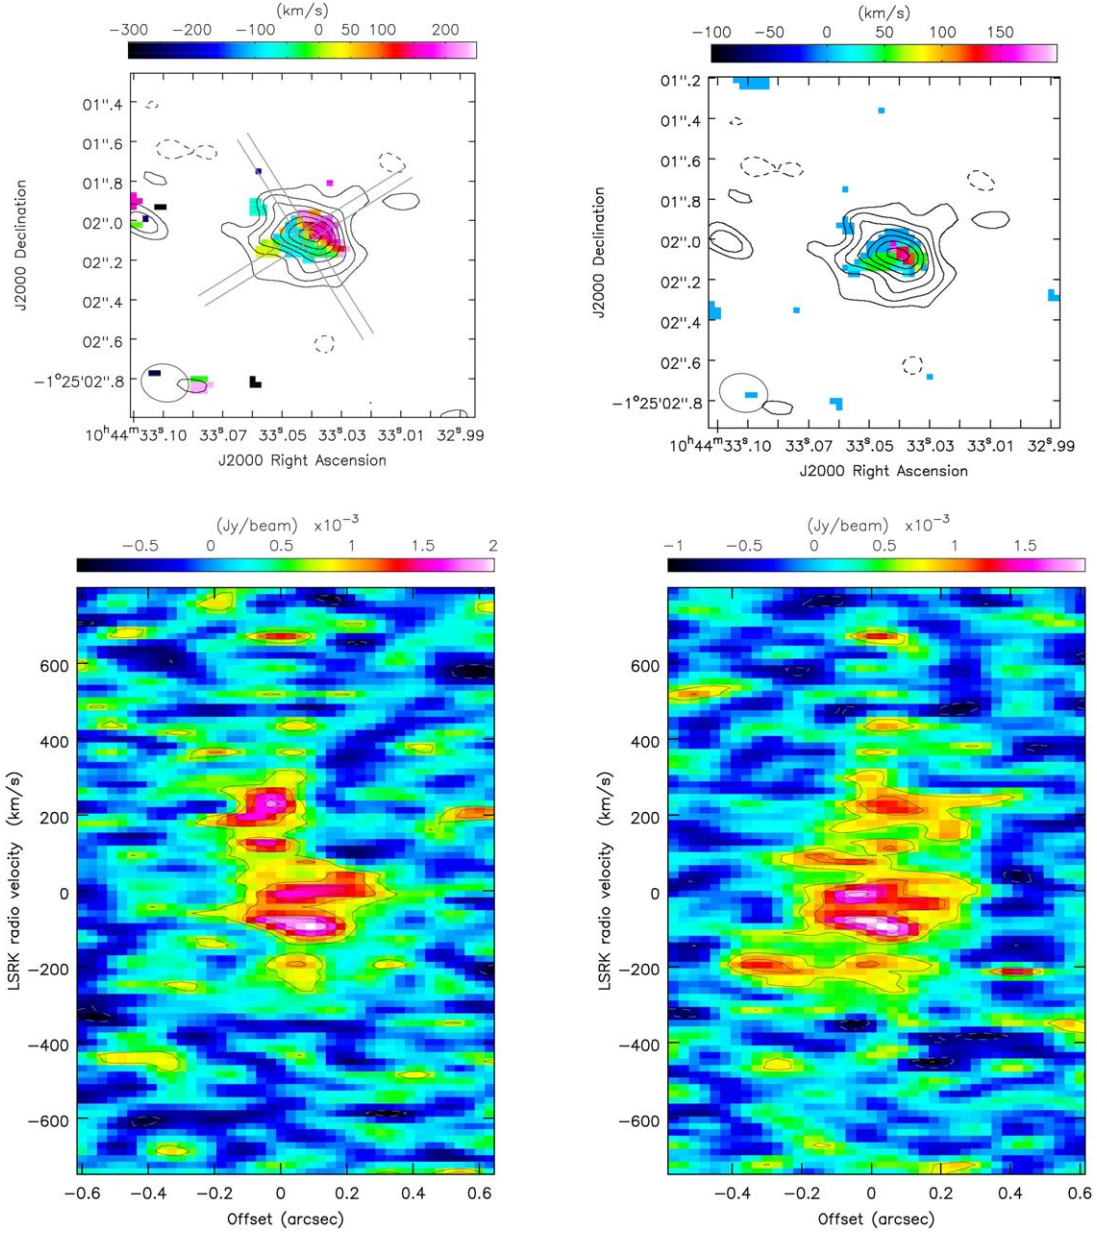 (km/s)
−300 −200 −100 0 50 100 200
01".4
01".6
01".8
02".0
02".2
02".4
02".6
−1°25'02".8
J2000 Declination
10ʰ44ᵐ33ˢ.10 33ˢ.07 33ˢ.05 33ˢ.03 33ˢ.01 32ˢ.99
J2000 Right Ascension
(km/s)
−100 −50 0 50 100 150
01".2
01".4
01".6
01".8
02".0
02".2
02".4
02".6
−1°25'02".8
J2000 Declination
10ʰ44ᵐ33ˢ.10 33ˢ.07 33ˢ.05 33ˢ.03 33ˢ.01 32ˢ.99
J2000 Right Ascension
(Jy/beam) x10⁻³
−0.5 0 0.5 1 1.5 2
600
400
200
0
−200
−400
−600
LSRK radio velocity (km/s)
−0.6 −0.4 −0.2 0 0.2 0.4 0.6
Offset (arcsec)
(Jy/beam) x10⁻³
−1 −0.5 0 0.5 1 1.5
600
400
200
0
−200
−400
−600
LSRK radio velocity (km/s)
−0.4 −0.2 0 0.2 0.4 0.6
Offset (arcsec)